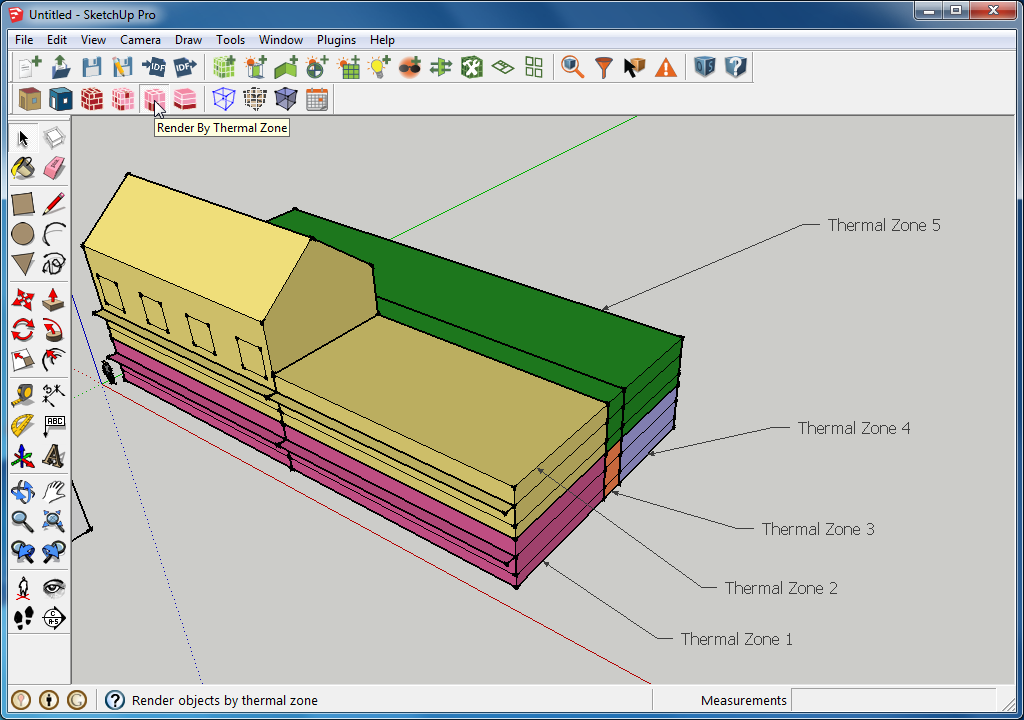 Untitled - SketchUp Pro
File Edit View Camera Draw Tools Window Plugins Help
IDF IDF
Render By Thermal Zone
ABC
Thermal Zone 5
Thermal Zone 4
Thermal Zone 3
Thermal Zone 2
Thermal Zone 1
Render objects by thermal zone
Measurements